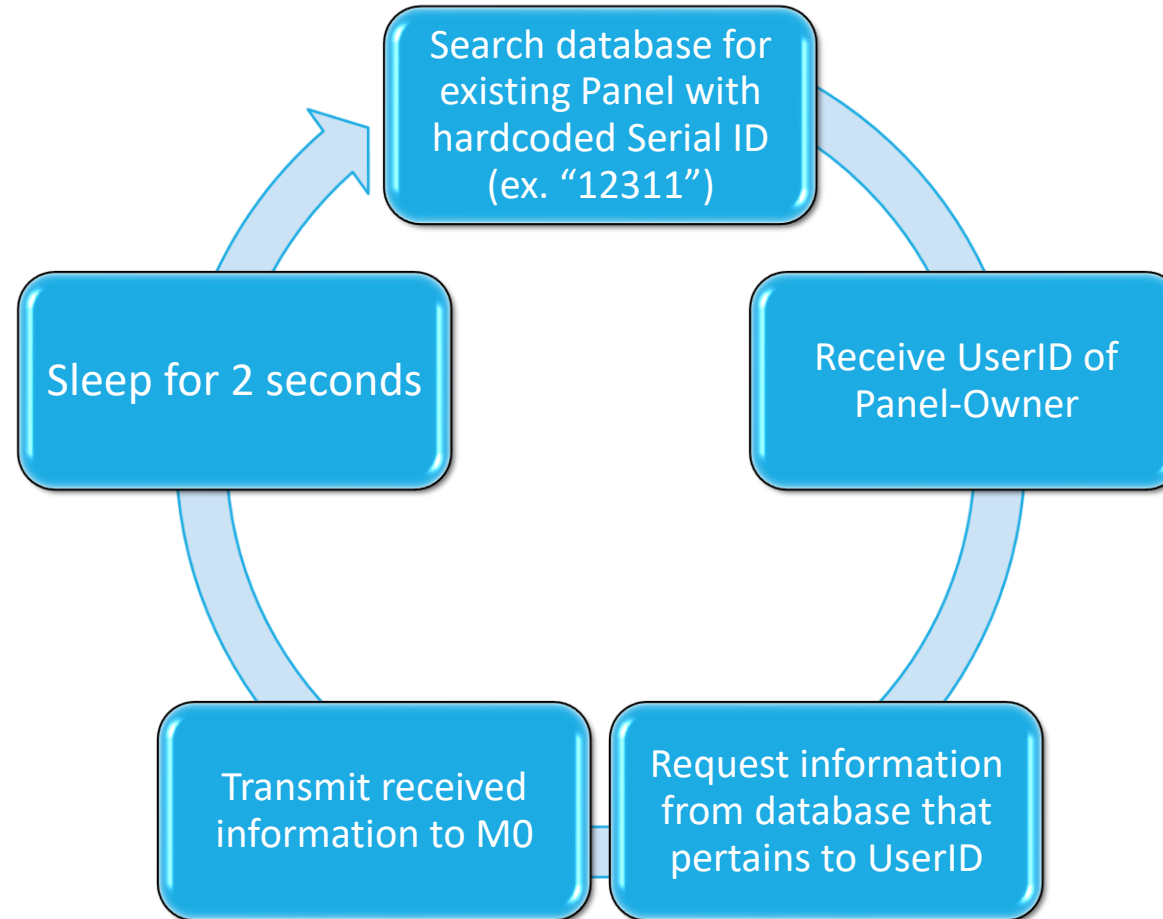 Search database for
existing Panel with
hardcoded Serial ID
(ex. “12311”)
Receive UserID of
Panel-Owner
Request information
from database that
pertains to UserID
Transmit received
information to M0
Sleep for 2 seconds